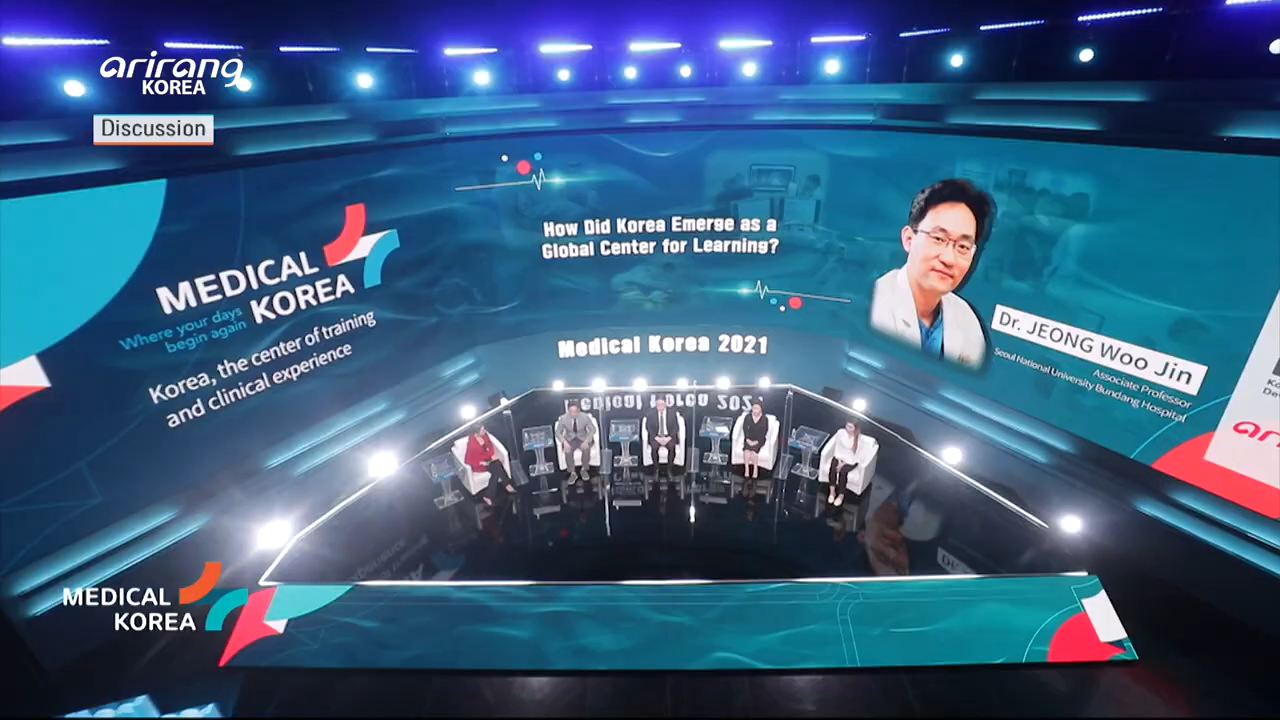 arirang
KOREA
Discussion
MEDICAL
KOREA
Where your days
begin again
Korea, the center of training
and clinical experience
How Did Korea Emerge as a
Global Center for Learning?
Medical Korea 2021
Dr. JEONG Woo Jin
Associate Professor
Seoul National University Bundang Hospital
MEDICAL
KOREA